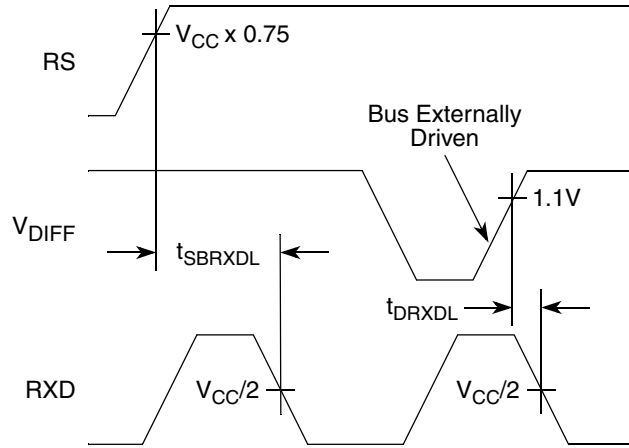 V_CC x 0.75
RS
Bus Externally
Driven
1.1V
V_DIFF
t_SBRXDL
t_DRXDL
RXD
V_CC/2
V_CC/2